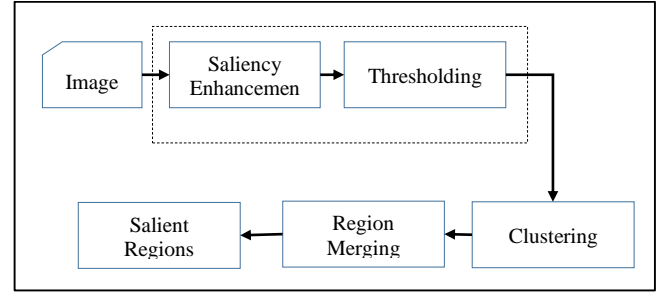 Image
Saliency
Enhancemen
Thresholding
Clustering
Region
Merging
Salient
Regions